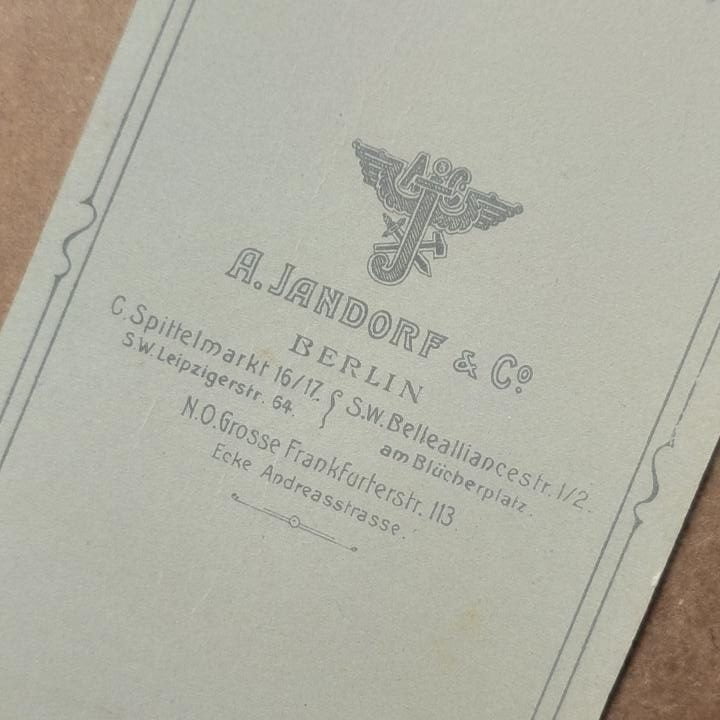 A & C
J
A. JANDORF & Co
BERLIN
C. Spittelmarkt 16/17.
S.W. Leipzigerstr. 64.
S.W. Bellealliancestr. 1/2.
am Blücherplatz.
N.O. Grosse Frankfurterstr. 113
Ecke Andreasstrasse.